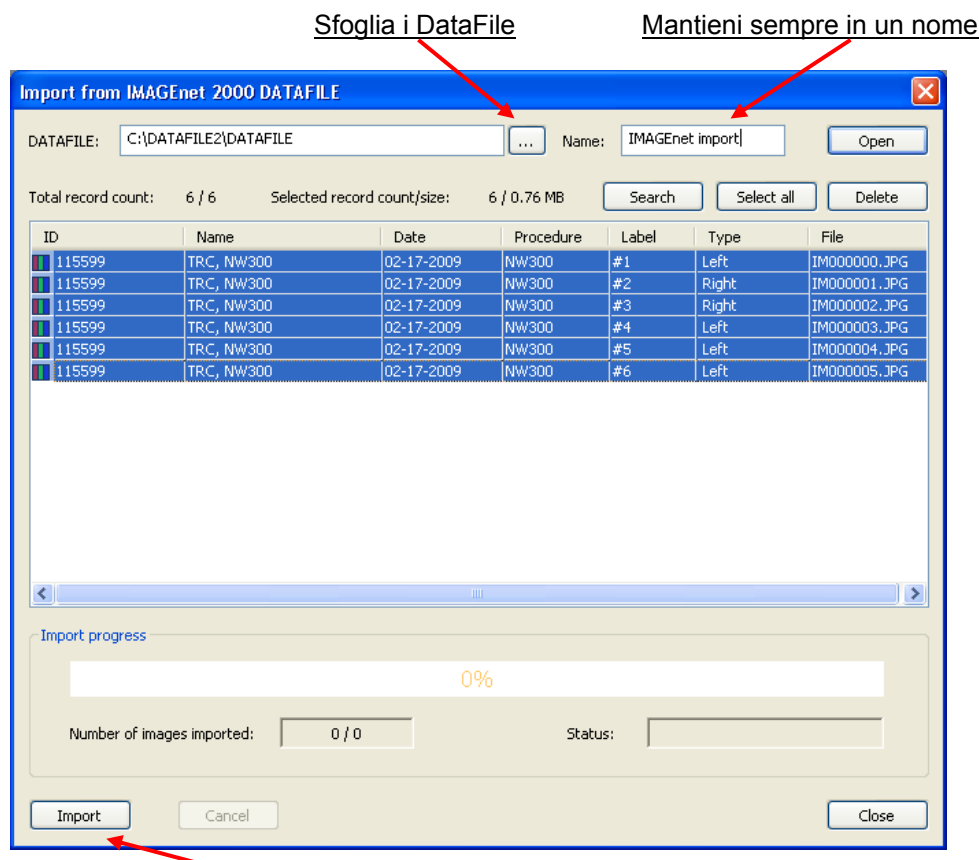 Sfoglia i DataFile Mantieni sempre in un nome
Import from IMAGEnet 2000 DATAFILE
DATAFILE: C:\DATAFILE2\DATAFILE ... Name: IMAGEnet import Open
Total record count: 6 / 6 Selected record count/size: 6 / 0.76 MB Search Select all Delete
ID Name Date Procedure Label Type File
115599 TRC, NW300 02-17-2009 NW300 #1 Left IM000000.JPG
115599 TRC, NW300 02-17-2009 NW300 #2 Right IM000001.JPG
115599 TRC, NW300 02-17-2009 NW300 #3 Right IM000002.JPG
115599 TRC, NW300 02-17-2009 NW300 #4 Left IM000003.JPG
115599 TRC, NW300 02-17-2009 NW300 #5 Left IM000004.JPG
115599 TRC, NW300 02-17-2009 NW300 #6 Left IM000005.JPG
Import progress
0%
Number of images imported: 0 / 0 Status:
Import Cancel Close